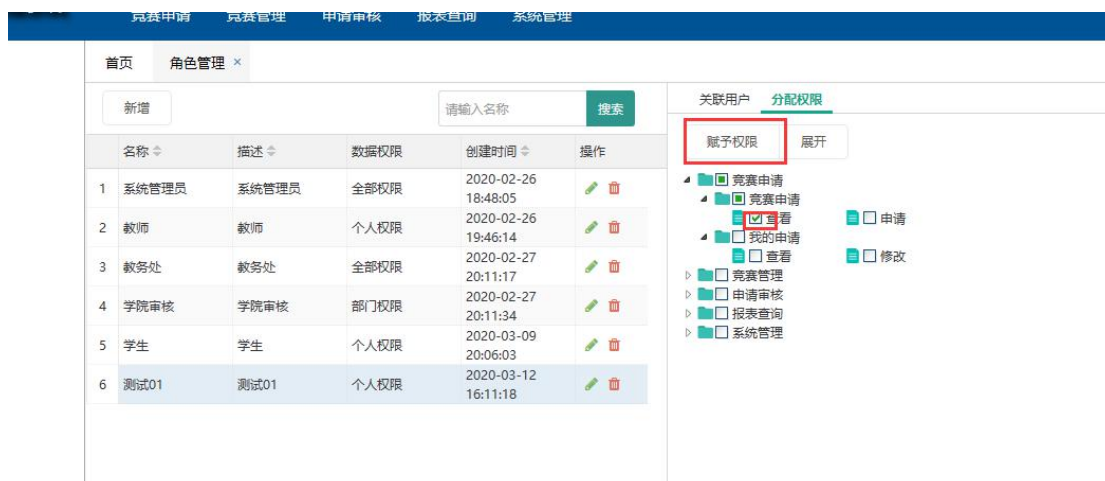 竞赛申请 竞赛管理 申请审核 报表查询 系统管理
首页 角色管理 ×
新增 请输入名称 搜索
名称 描述 数据权限 创建时间 操作
1 系统管理员 系统管理员 全部权限 2020-02-26
18:48:05
2 教师 教师 个人权限 2020-02-26
19:46:14
3 教务处 教务处 全部权限 2020-02-27
20:11:17
4 学院审核 学院审核 部门权限 2020-02-27
20:11:34
5 学生 学生 个人权限 2020-03-09
20:06:03
6 测试01 测试01 个人权限 2020-03-12
16:11:18
关联用户 分配权限
赋予权限 展开
竞赛申请
竞赛申请
查看 申请
我的申请
查看 修改
竞赛管理
申请审核
报表查询
系统管理